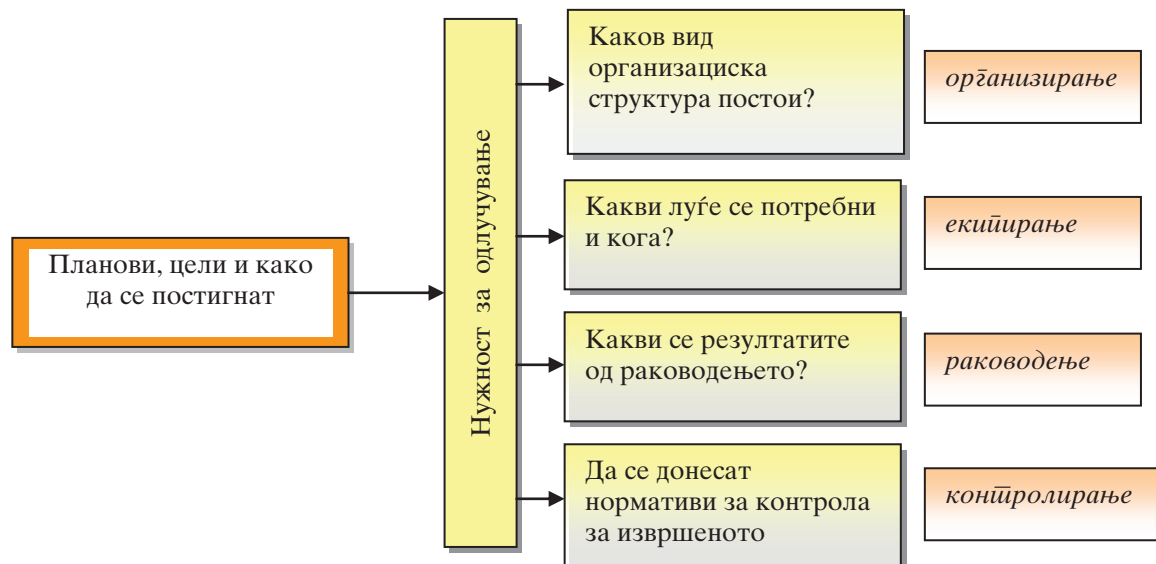 Планови, цели и како
да се постигнат
Нужност за одлучување
Каков вид
организациска
структура постои?
организирање
Какви луѓе се потребни
и кога?
екипирање
Какви се резултатите
од раководењето?
раководење
Да се донесат
нормативи за контрола
за извршеното
контролирање